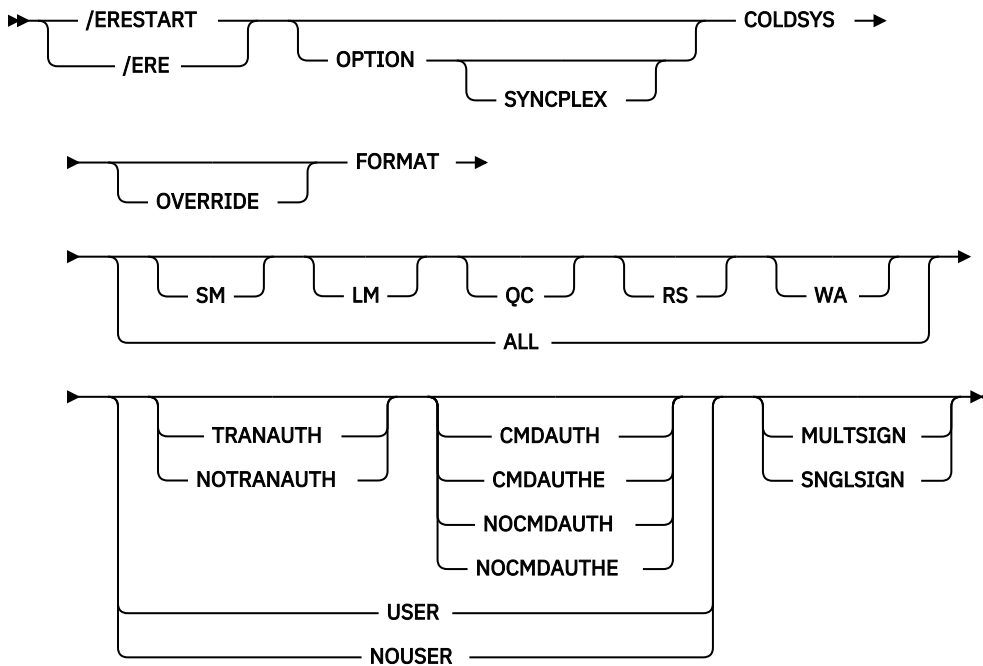 /ERESTART COLDSYS
/ERE OPTION
SYNCPLEX
FORMAT
OVERRIDE
SM LM QC RS WA
ALL
TRANAUTH CMDAUTH MULTSIGN
NOTRANAUTH CMDAUTHE SNGLSIGN
NOCMDAUTH
NOCMDAUTHE
USER
NOUSER